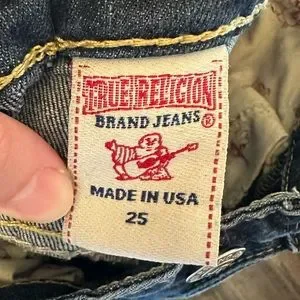 TRUE RELIGION
BRAND JEANS®
MADE IN USA
25